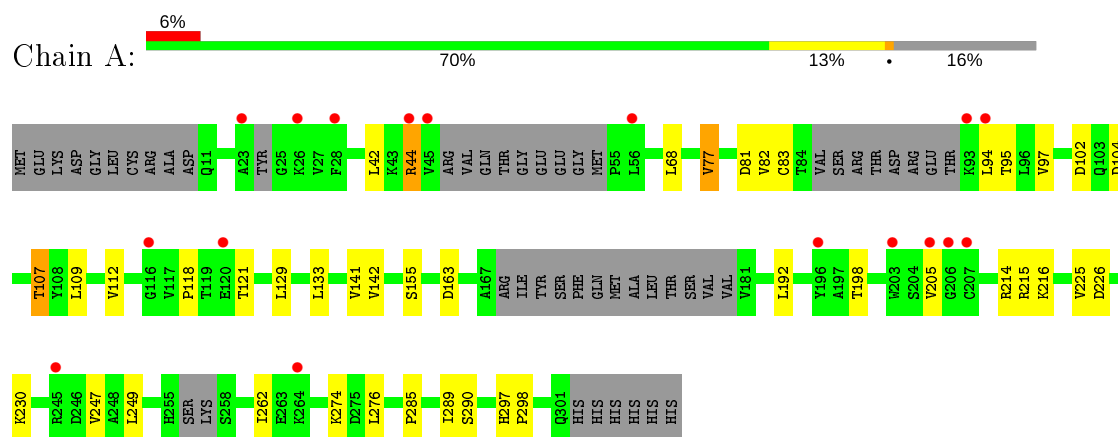 6%
Chain A:
70% 13% • 16%
MET GLU LYS ASP GLY LEU CYS ARG ALA ASP Q11 A23 TYR G25 K26 V27 F28 L42 K43 R44 V45 ARG VAL GLN THR GLY GLU GLU GLY MET P55 L56 L68 V77 D81 V82 C83 T84 VAL SER ARG THR ASP ARG GLU THR K93 L94 T95 L96 V97 D102 Q103 D104
T107 Y108 L109 V112 G116 V117 P118 T119 E120 T121 L129 L133 V141 V142 S155 D163 A167 ARG ILE TYR SER PHE GLN MET ALA LEU THR SER VAL VAL V181 L192 Y196 A197 T198 W203 S204 V205 G206 C207 R214 R215 K216 V225 D226
K230 R245 D246 V247 A248 L249 H255 SER LYS S258 I262 E263 K264 K274 D275 L276 P285 I289 S290 H297 P298 Q301 HIS HIS HIS HIS HIS HIS